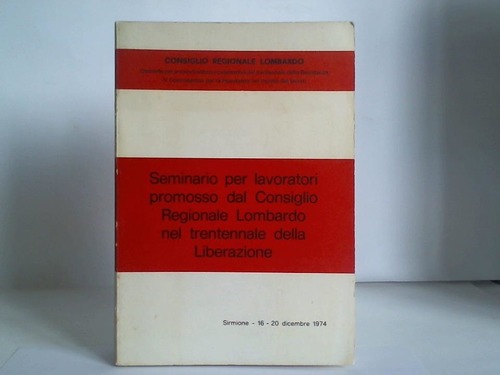 CONSIGLIO REGIONALE LOMBARDO
Seminario per lavoratori
promosso dal Consiglio
Regionale Lombardo
nel trentennale della
Liberazione
Sirmione - 16 - 20 dicembre 1974